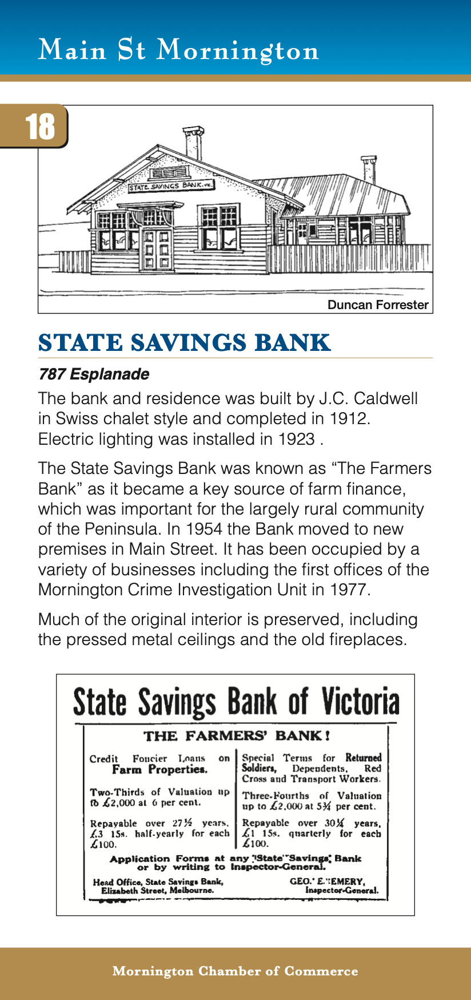 Main St Mornington
18
STATE SAVINGS BANK. VIC.
Duncan Forrester
STATE SAVINGS BANK
787 Esplanade
The bank and residence was built by J.C. Caldwell
in Swiss chalet style and completed in 1912.
Electric lighting was installed in 1923 .
The State Savings Bank was known as “The Farmers
Bank” as it became a key source of farm finance,
which was important for the largely rural community
of the Peninsula. In 1954 the Bank moved to new
premises in Main Street. It has been occupied by a
variety of businesses including the first offices of the
Mornington Crime Investigation Unit in 1977.
Much of the original interior is preserved, including
the pressed metal ceilings and the old fireplaces.
State Savings Bank of Victoria
THE FARMERS’ BANK!
Credit Foncier Loans on
Farm Properties.
Two-Thirds of Valuation up
to £2,000 at 6 per cent.
Repayable over 27½ years,
£3 15s. half-yearly for each
£100.
Special Terms for Returned
Soldiers, Dependents, Red
Cross and Transport Workers.
Three-Fourths of Valuation
up to £2,000 at 5¾ per cent.
Repayable over 30¼ years,
£1 15s. quarterly for each
£100.
Application Forms at any "State" Savings Bank
or by writing to Inspector-General.
Head Office, State Savings Bank,
Elizabeth Street, Melbourne.
GEO. E. EMERY,
Inspector-General.
Mornington Chamber of Commerce